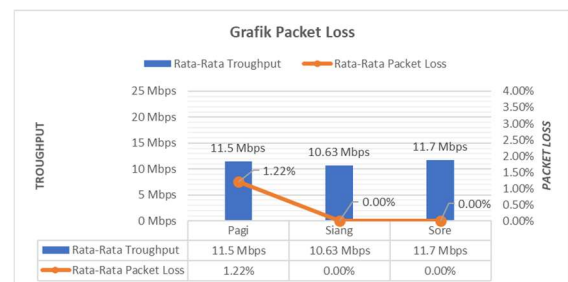 Grafik Packet Loss
Rata-Rata Troughput Rata-Rata Packet Loss
25 Mbps
20 Mbps
15 Mbps
10 Mbps
5 Mbps
0 Mbps
TROUGHPUT
11.5 Mbps 10.63 Mbps 11.7 Mbps
1.22% 0.00% 0.00%
4.00%
3.50%
3.00%
2.50%
2.00%
1.50%
1.00%
0.50%
0.00%
PACKET LOSS
Pagi Siang Sore
Rata-Rata Troughput 11.5 Mbps 10.63 Mbps 11.7 Mbps
Rata-Rata Packet Loss 1.22% 0.00% 0.00%